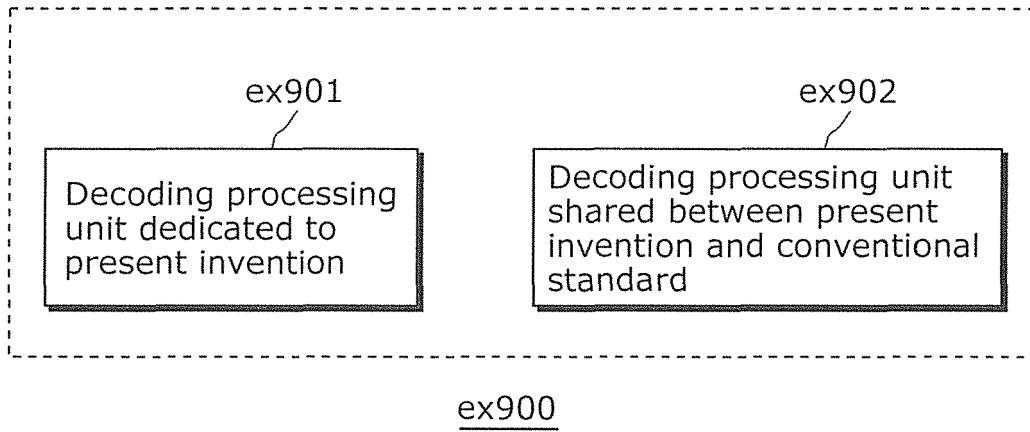 ex901
ex902
Decoding processing
unit dedicated to
present invention
Decoding processing unit
shared between present
invention and conventional
standard
ex900